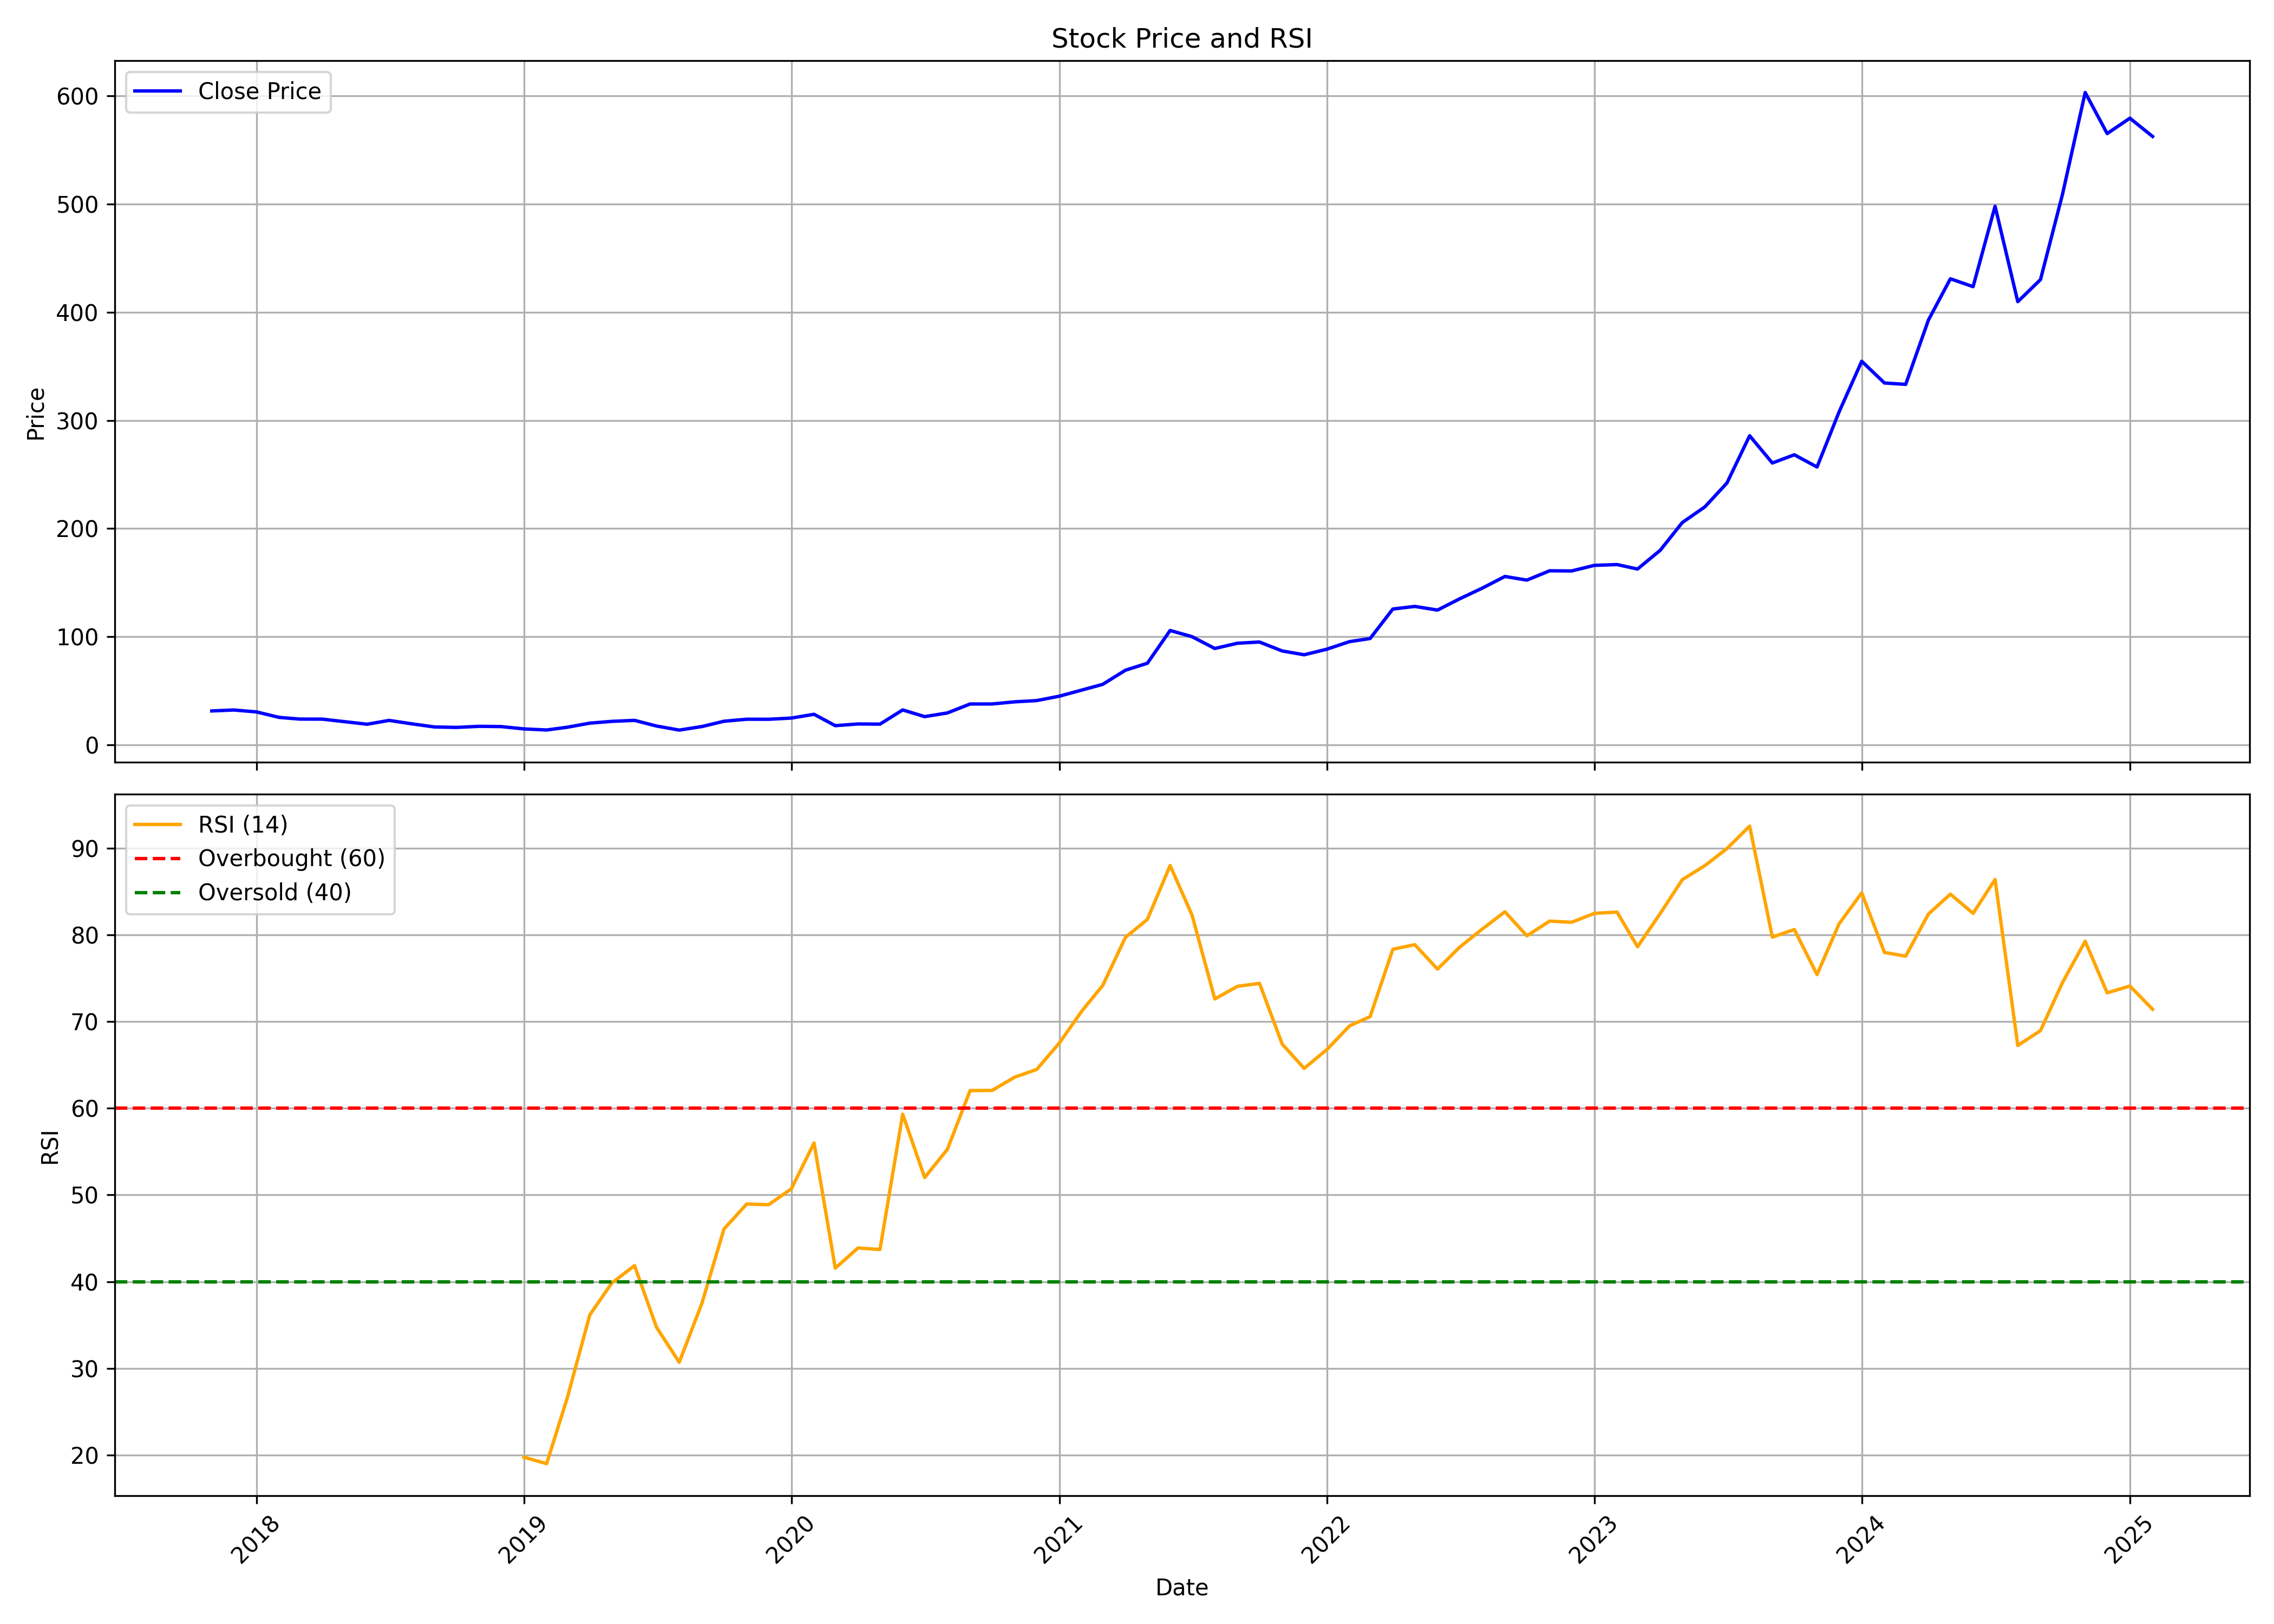 Stock Price and RSI
Close Price
600
500
400
300
200
100
0
Price
RSI (14)
Overbought (60)
Oversold (40)
90
80
70
60
50
40
30
20
RSI
2018
2019
2020
2021
2022
2023
2024
2025
Date